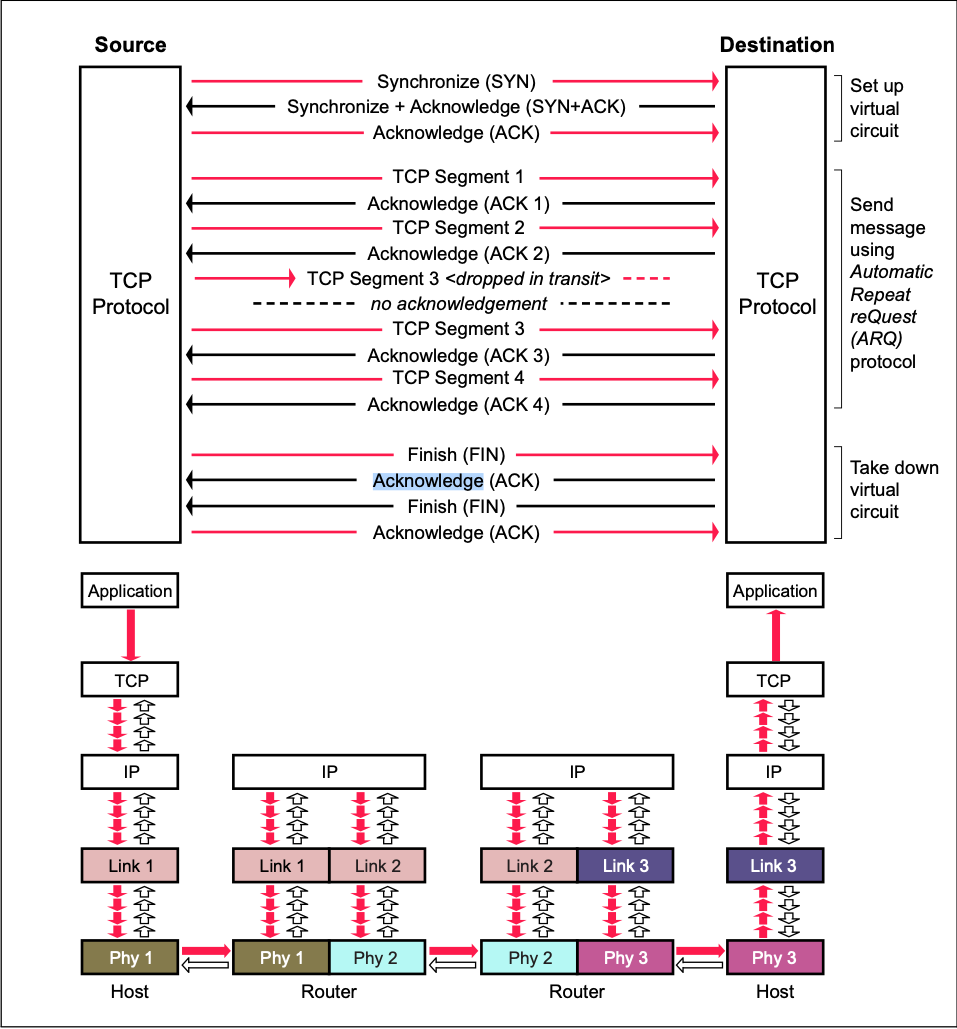 Source
Destination
Synchronize (SYN)
Synchronize + Acknowledge (SYN+ACK)
Acknowledge (ACK)
Set up
virtual
circuit
TCP Segment 1
Acknowledge (ACK 1)
TCP Segment 2
Acknowledge (ACK 2)
TCP Segment 3 <dropped in transit>
no acknowledgement
TCP Segment 3
Acknowledge (ACK 3)
TCP Segment 4
Acknowledge (ACK 4)
Send
message
using
Automatic
Repeat
reQuest
(ARQ)
protocol
TCP
Protocol
TCP
Protocol
Finish (FIN)
Acknowledge (ACK)
Finish (FIN)
Acknowledge (ACK)
Take down
virtual
circuit
Application
Application
TCP
TCP
IP
IP
IP
IP
Link 1
Link 1
Link 2
Link 2
Link 3
Link 3
Phy 1
Phy 1
Phy 2
Phy 2
Phy 3
Phy 3
Host
Router
Router
Host